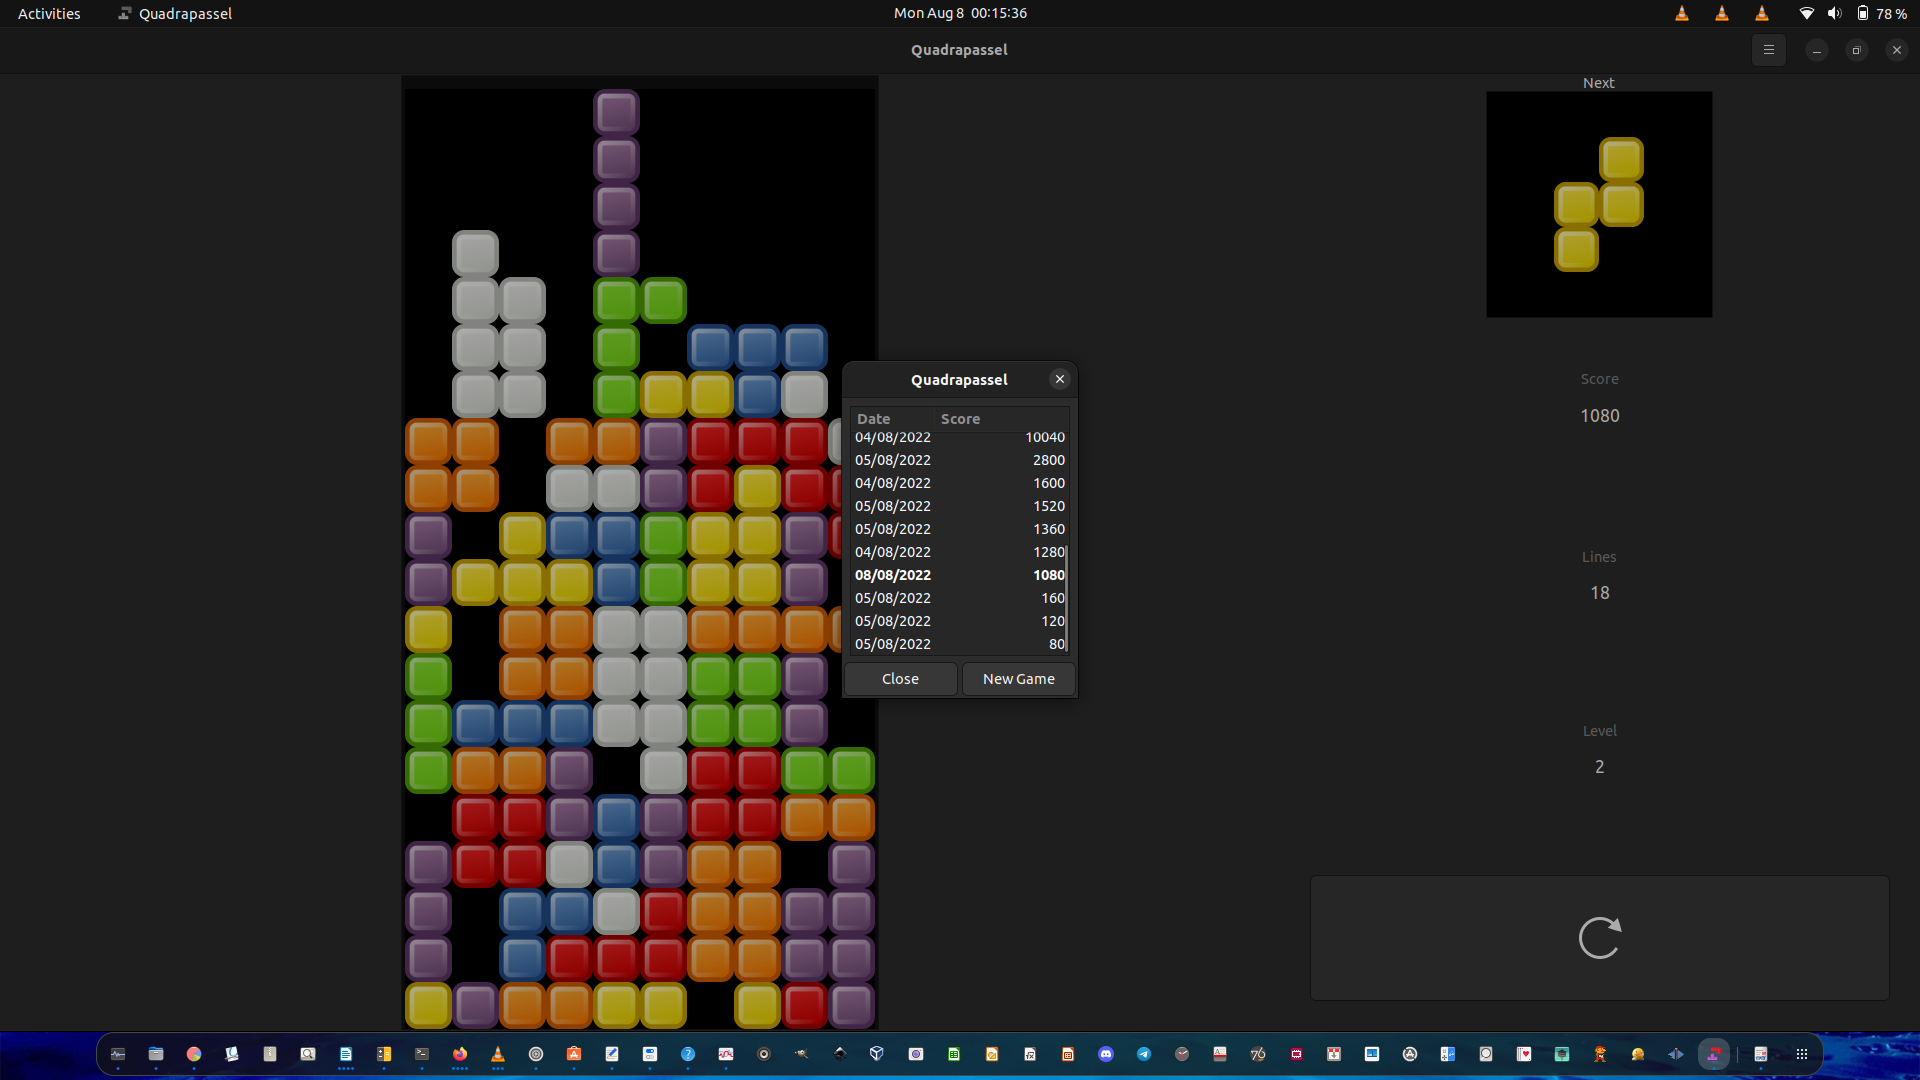 Activities
Quadrapassel
Mon Aug 8 00:15:36
78 %
Quadrapassel
Next
Score
1080
Lines
18
Level
2
Quadrapassel
Date Score
04/08/2022 10040
05/08/2022 2800
04/08/2022 1600
05/08/2022 1520
05/08/2022 1360
04/08/2022 1280
08/08/2022 1080
05/08/2022 160
05/08/2022 120
05/08/2022 80
Close New Game
76